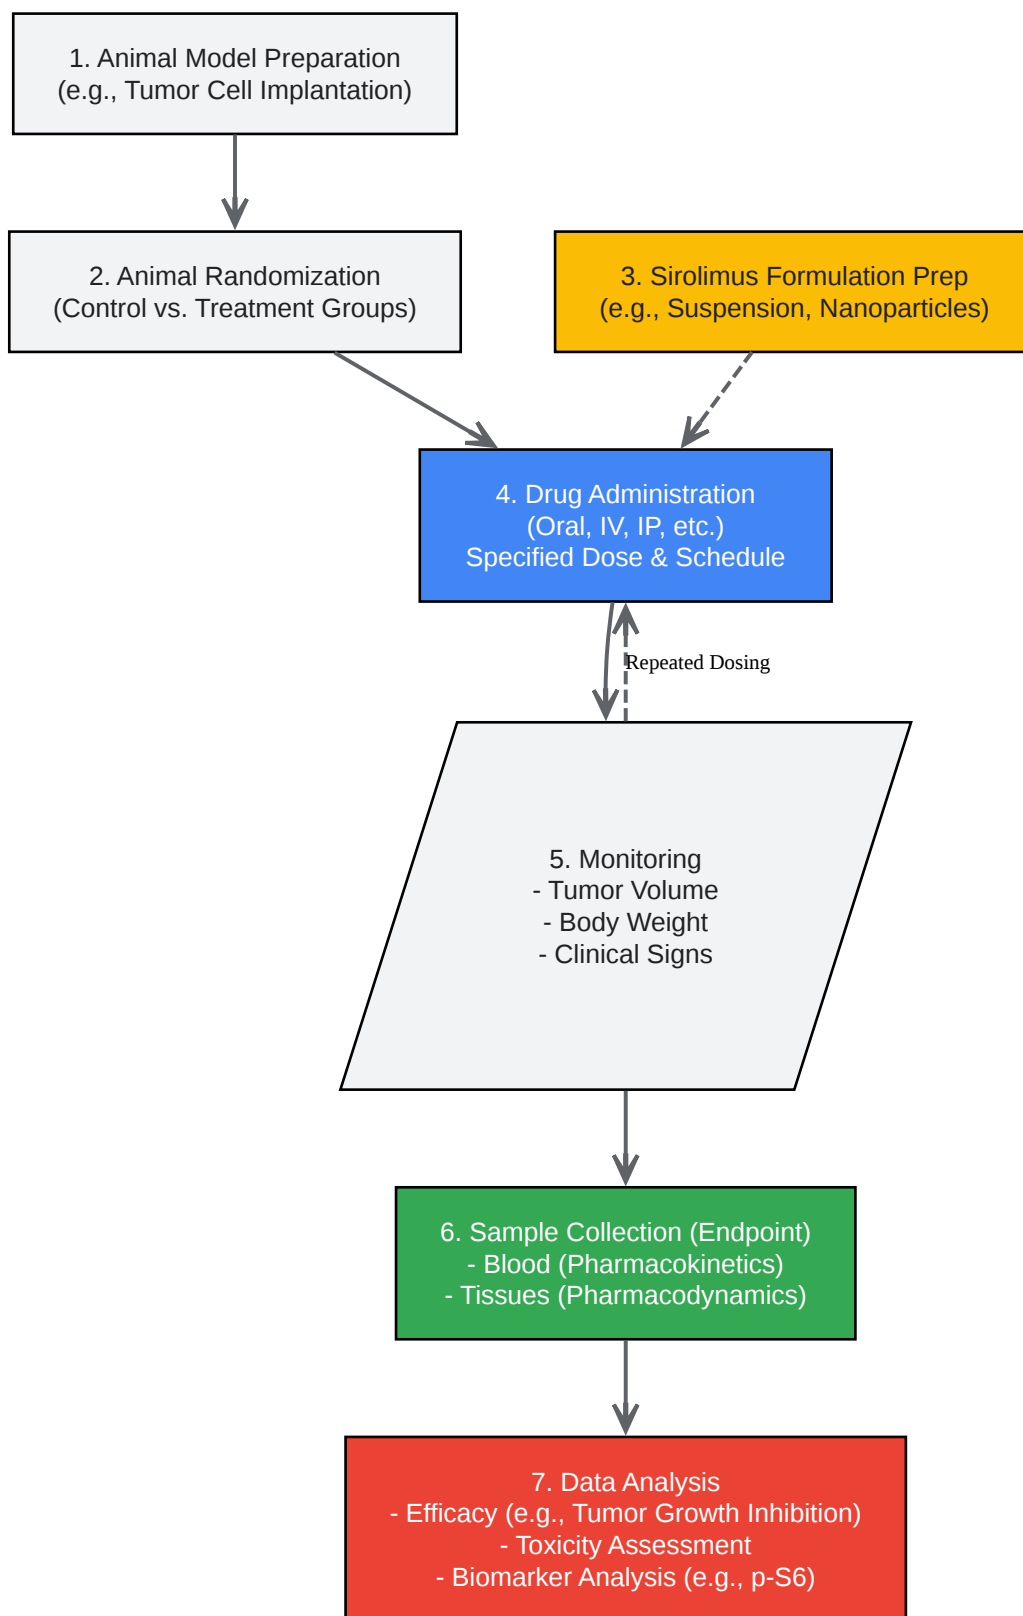 1. Animal Model Preparation
(e.g., Tumor Cell Implantation)
2. Animal Randomization
(Control vs. Treatment Groups)
3. Sirolimus Formulation Prep
(e.g., Suspension, Nanoparticles)
4. Drug Administration
(Oral, IV, IP, etc.)
Specified Dose & Schedule
Repeated Dosing
5. Monitoring
- Tumor Volume
- Body Weight
- Clinical Signs
6. Sample Collection (Endpoint)
- Blood (Pharmacokinetics)
- Tissues (Pharmacodynamics)
7. Data Analysis
- Efficacy (e.g., Tumor Growth Inhibition)
- Toxicity Assessment
- Biomarker Analysis (e.g., p-S6)